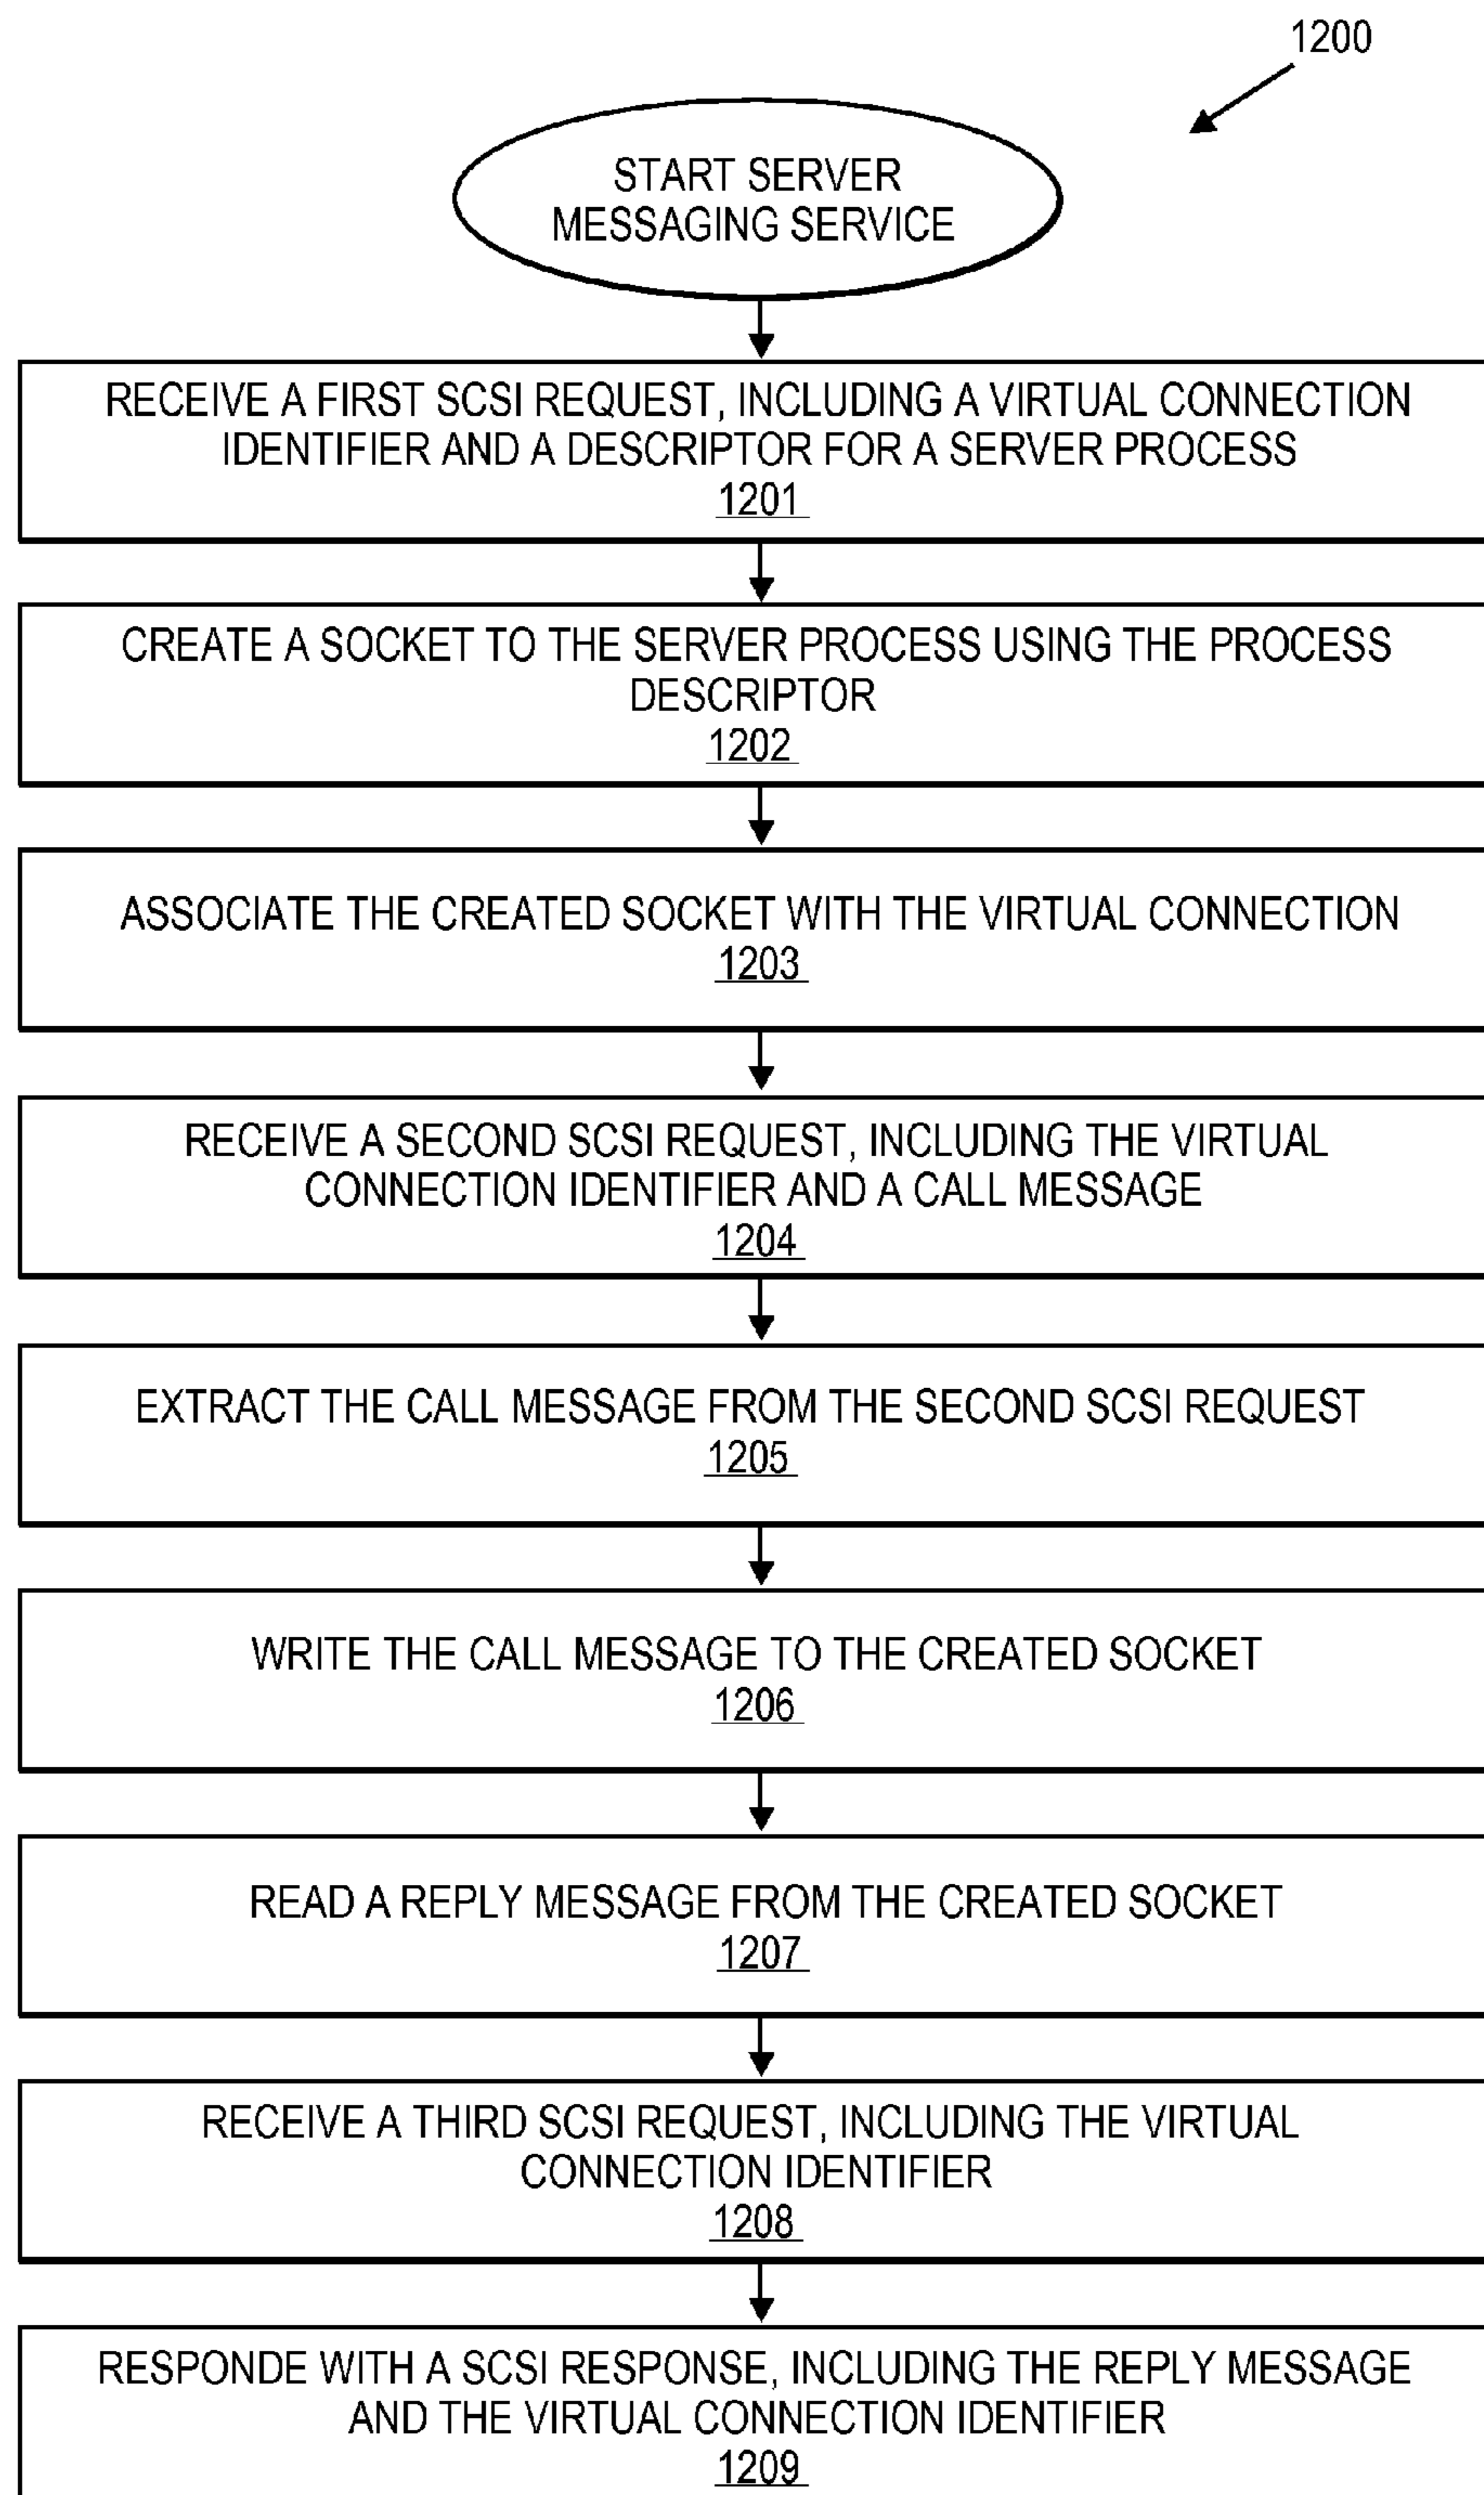 1200
START SERVER
MESSAGING SERVICE
RECEIVE A FIRST SCSI REQUEST, INCLUDING A VIRTUAL CONNECTION
IDENTIFIER AND A DESCRIPTOR FOR A SERVER PROCESS
1201
CREATE A SOCKET TO THE SERVER PROCESS USING THE PROCESS
DESCRIPTOR
1202
ASSOCIATE THE CREATED SOCKET WITH THE VIRTUAL CONNECTION
1203
RECEIVE A SECOND SCSI REQUEST, INCLUDING THE VIRTUAL
CONNECTION IDENTIFIER AND A CALL MESSAGE
1204
EXTRACT THE CALL MESSAGE FROM THE SECOND SCSI REQUEST
1205
WRITE THE CALL MESSAGE TO THE CREATED SOCKET
1206
READ A REPLY MESSAGE FROM THE CREATED SOCKET
1207
RECEIVE A THIRD SCSI REQUEST, INCLUDING THE VIRTUAL
CONNECTION IDENTIFIER
1208
RESPONDE WITH A SCSI RESPONSE, INCLUDING THE REPLY MESSAGE
AND THE VIRTUAL CONNECTION IDENTIFIER
1209